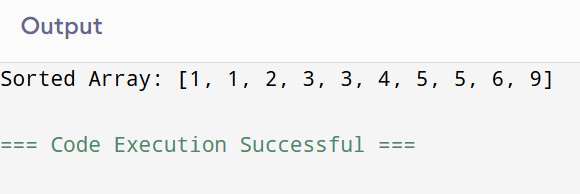 Output
Sorted Array: [1, 1, 2, 3, 3, 4, 5, 5, 6, 9]
=== Code Execution Successful ===